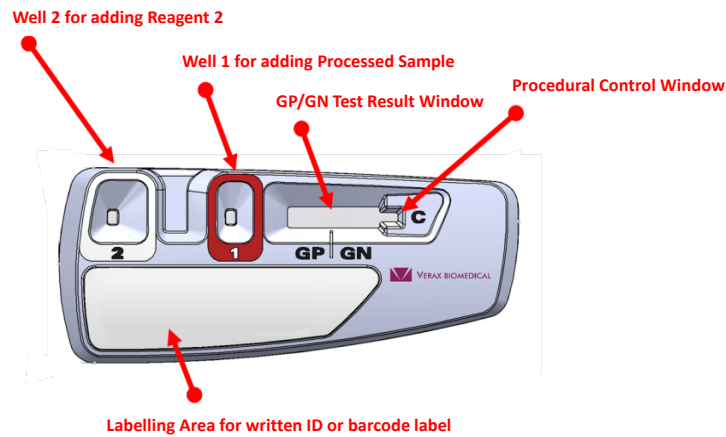 Well 2 for adding Reagent 2
Well 1 for adding Processed Sample
GP/GN Test Result Window
Procedural Control Window
C
2
1
GP GN
VERAX BIOMEDICAL
Labelling Area for written ID or barcode label